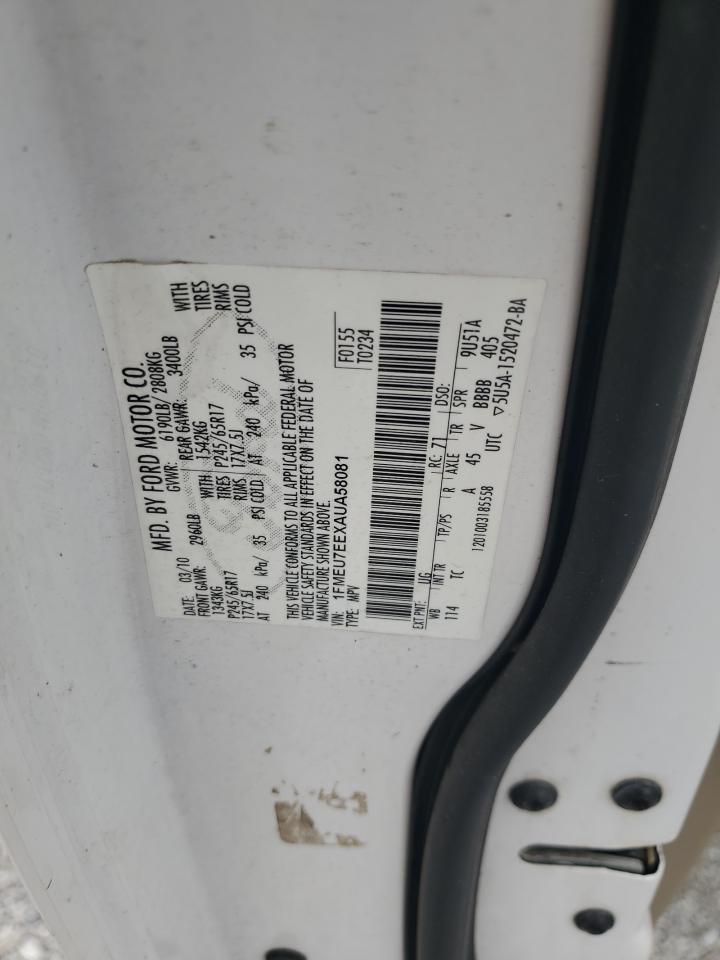 MFD. BY FORD MOTOR CO.
DATE: 03/10 GVWR: 6190LB/ 2808KG
FRONT GAWR: 2960LB REAR GAWR: 3400LB
1343KG WITH 1542KG WITH
P245/65R17 TIRES P245/65R17 TIRES
17X7.5J RIMS 17X7.5J RIMS
AT 240 kPa/ 35 PSI COLD AT 240 kPa/ 35 PSI COLD
THIS VEHICLE CONFORMS TO ALL APPLICABLE FEDERAL MOTOR
VEHICLE SAFETY STANDARDS IN EFFECT ON THE DATE OF
MANUFACTURE SHOWN ABOVE.
VIN: 1FMEU7EEXAUA58081 F0155
TYPE: MPV T0234
EXT PNT: UG RC: 71 DSO:
WB INT TR TP/PS R AXLE TR SPR 9U51A
114 TC A 45 V BBBB 405
12010031B5558 UTC ▽5U5A-1520472-BA